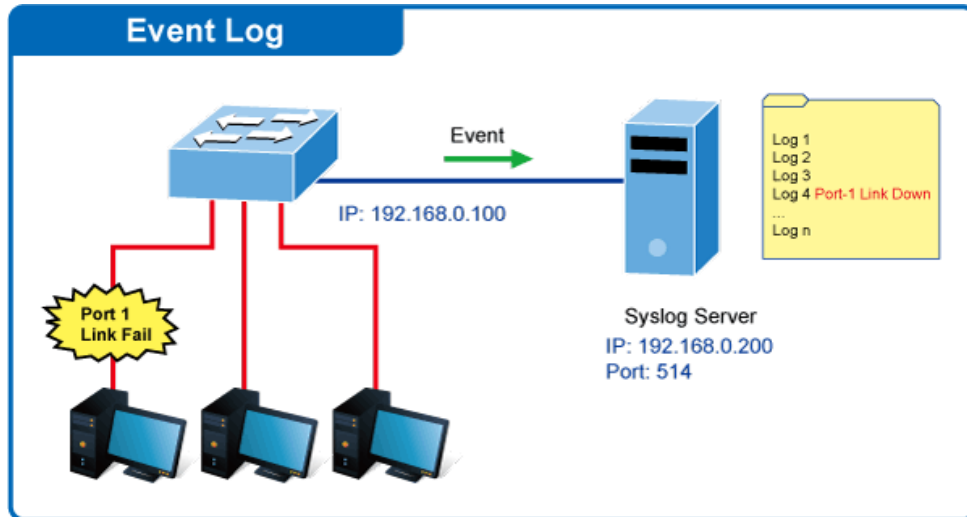 Event Log
Event
IP: 192.168.0.100
Port 1
Link Fail
Log 1
Log 2
Log 3
Log 4 Port-1 Link Down
...
Log n
Syslog Server
IP: 192.168.0.200
Port: 514